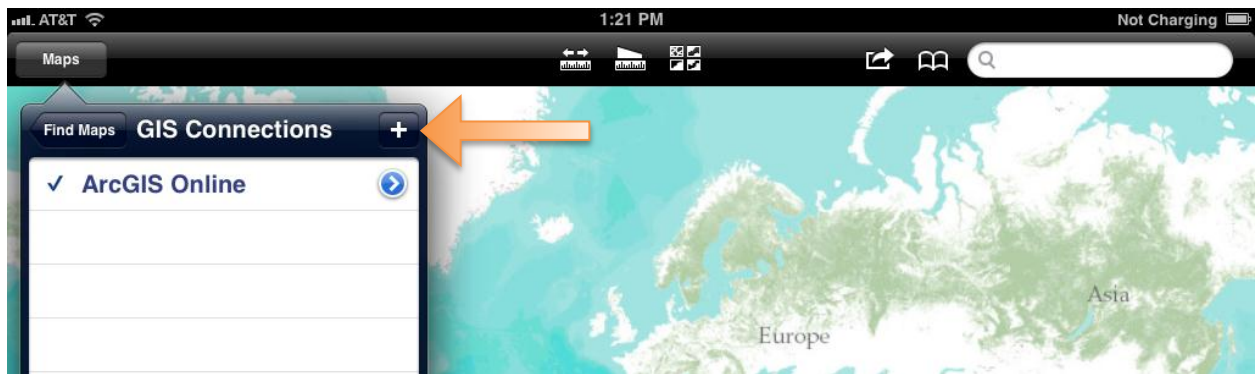 AT&T 1:21 PM Not Charging
Maps
Find Maps GIS Connections +
✓ ArcGIS Online
Asia
Europe